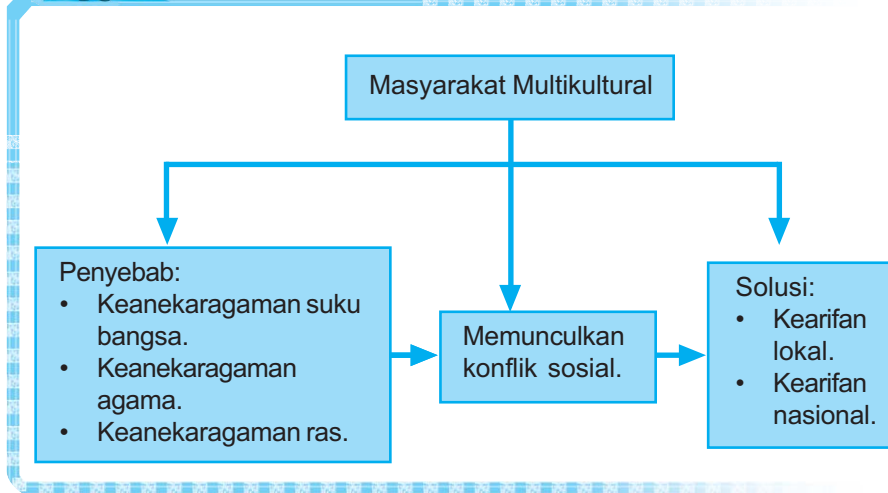 Masyarakat Multikultural
Penyebab:
• Keanekaragaman suku
bangsa.
• Keanekaragaman
agama.
• Keanekaragaman ras.
Memunculkan
konflik sosial.
Solusi:
• Kearifan
lokal.
• Kearifan
nasional.